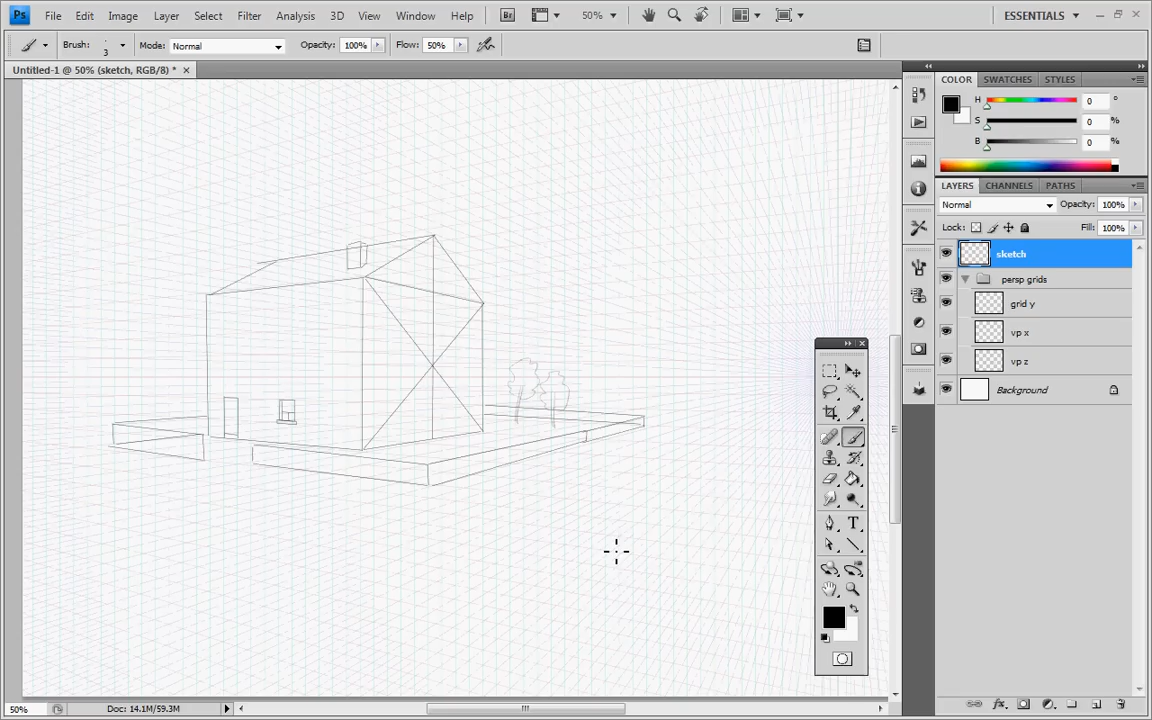 Ps File Edit Image Layer Select Filter Analysis 3D View Window Help Br 50% ESSENTIALS
Brush: 3 Mode: Normal Opacity: 100% Flow: 50%
Untitled-1 @ 50% (sketch, RGB/8) *
COLOR SWATCHES STYLES
H 0 °
S 0 %
B 0 %
LAYERS CHANNELS PATHS
Normal Opacity: 100%
Lock: Fill: 100%
sketch
persp grids
grid y
vp x
vp z
Background
T
50% Doc: 14.1M/59.3M